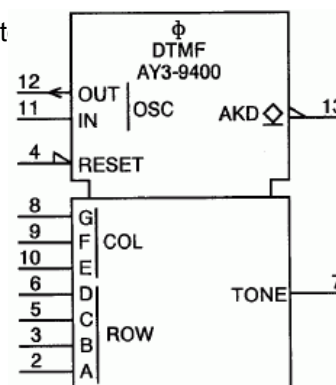 t
ϕ
DTMF
AY3-9400
12 OUT
11 IN OSC
AKD 13
4 RESET
8 G
9 F COL
10 E
6 D
TONE 7
5 C
3 B ROW
2 A